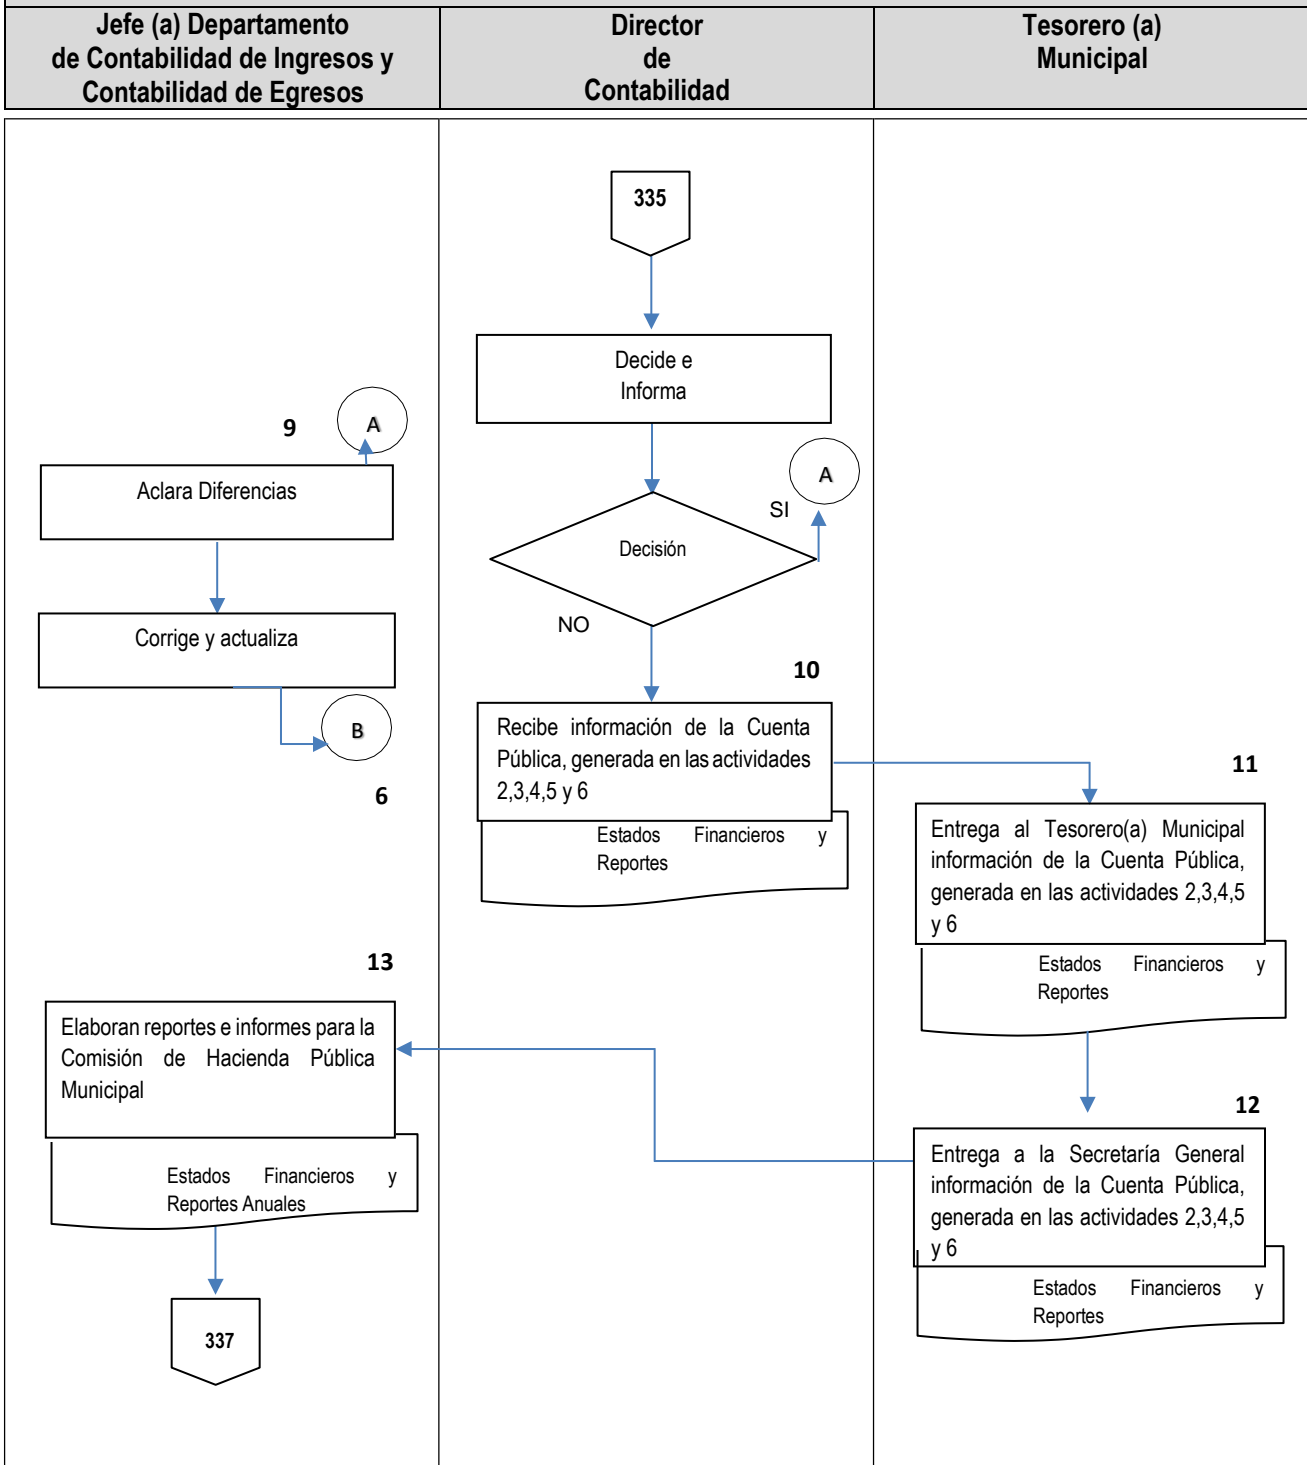 Jefe (a) Departamento
de Contabilidad de Ingresos y
Contabilidad de Egresos
Director
de
Contabilidad
Tesorero (a)
Municipal
335
Decide e
Informa
9
A
Aclara Diferencias
A
SI
Decisión
NO
Corrige y actualiza
B
6
10
Recibe información de la Cuenta
Pública, generada en las actividades
2,3,4,5 y 6
Estados Financieros y
Reportes
11
Entrega al Tesorero(a) Municipal
información de la Cuenta Pública,
generada en las actividades 2,3,4,5
y 6
Estados Financieros y
Reportes
12
Entrega a la Secretaría General
información de la Cuenta Pública,
generada en las actividades 2,3,4,5
y 6
Estados Financieros y
Reportes
13
Elaboran reportes e informes para la
Comisión de Hacienda Pública
Municipal
Estados Financieros y
Reportes Anuales
337